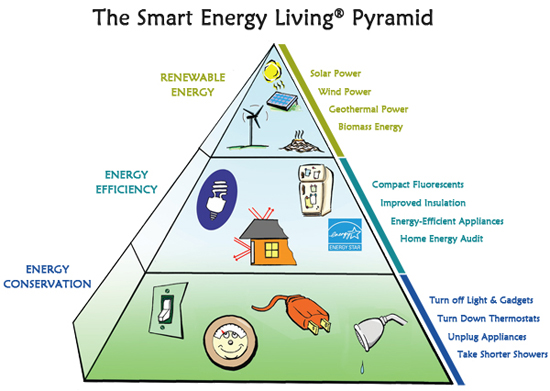 The Smart Energy Living® Pyramid
RENEWABLE
ENERGY
Solar Power
Wind Power
Geothermal Power
Biomass Energy
ENERGY
EFFICIENCY
Compact Fluorescents
Improved Insulation
Energy-Efficient Appliances
Home Energy Audit
energy
ENERGY STAR
ENERGY
CONSERVATION
Turn off Light & Gadgets
Turn Down Thermostats
Unplug Appliances
Take Shorter Showers